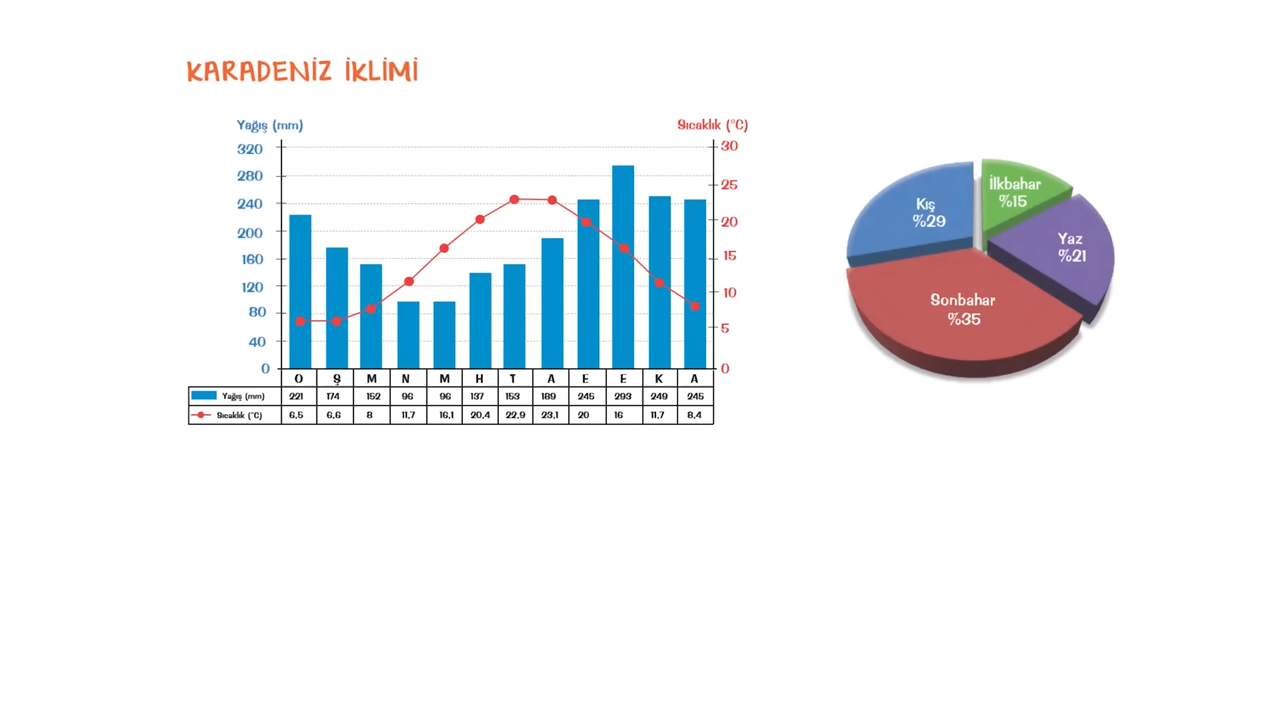 KARADENİZ İKLİMİ
Yağış (mm)
Sıcaklık (°C)
320
280
240
200
160
120
80
40
0
30
25
20
15
10
5
0
O Ş M N M H T A E E K A
Yağış (mm) 221 174 152 96 96 137 153 189 245 293 249 245
Sıcaklık (°C) 6,5 6,6 8 11,7 16,1 20,4 22,9 23,1 20 16 11,7 8,4
İlkbahar
%15
Kış
%29
Yaz
%21
Sonbahar
%35